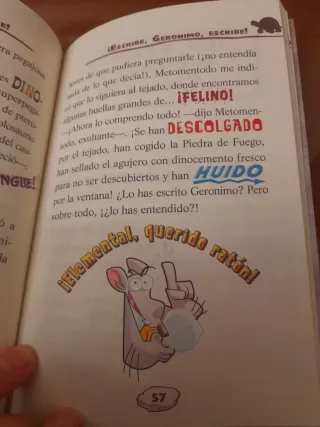 ¡ESCRIBE, GERONIMO, ESCRIBE!
Antes de que pudiera preguntarle (¡no entendía
nada de lo que decía!), Metomentodo me indi-
có que lo siguiera al tejado, donde encontramos
algunas huellas grandes de... ¡FELINO!
—¡Ahora lo comprendo todo! —dijo Metomen-
todo, exultante—. ¡Se han DESCOLGADO
por el tejado, han cogido la Piedra de Fuego,
han sellado el agujero con dinocemento fresco
para no ser descubiertos y han HUIDO
por la ventana! ¿Lo has escrito Geronimo? Pero
sobre todo, ¡¿lo has entendido?!
¡Elemental, querido ratón!
57